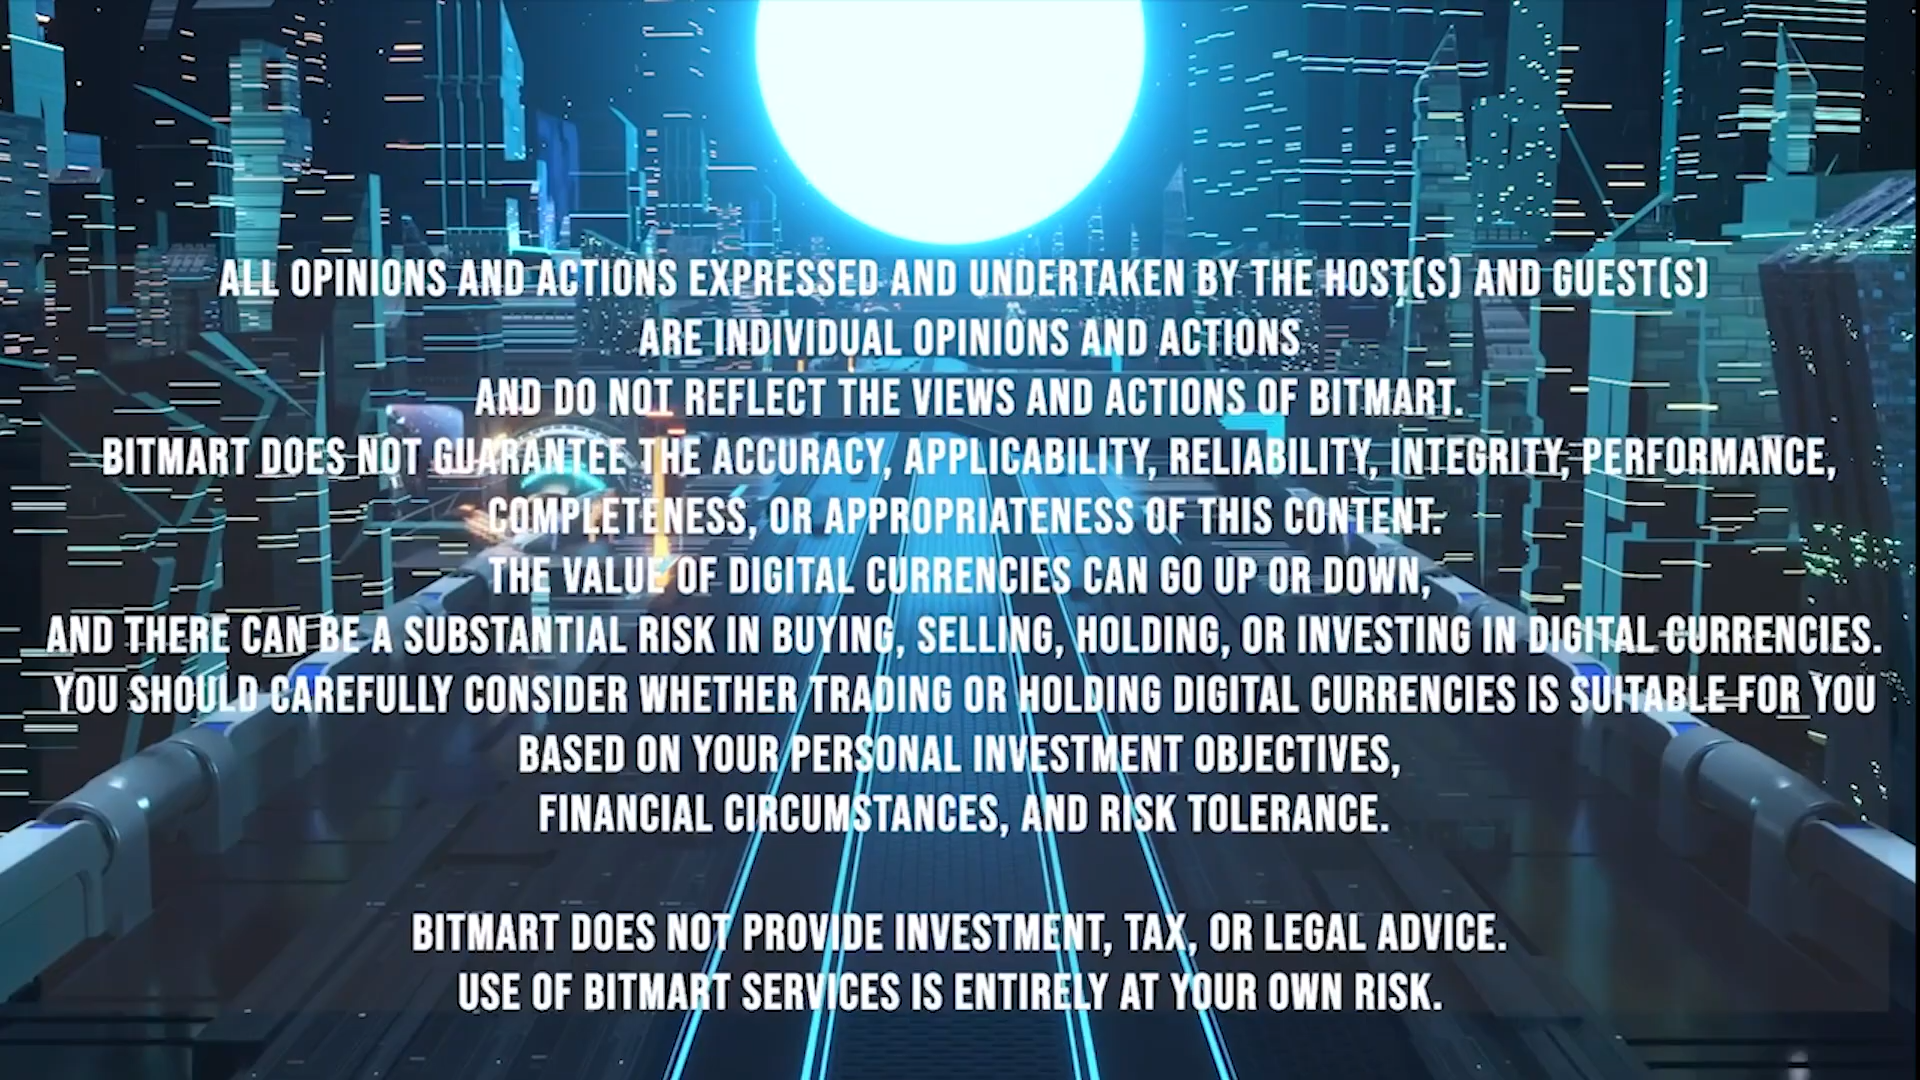 ALL OPINIONS AND ACTIONS EXPRESSED AND UNDERTAKEN BY THE HOST(S) AND GUEST(S)
ARE INDIVIDUAL OPINIONS AND ACTIONS
AND DO NOT REFLECT THE VIEWS AND ACTIONS OF BITMART.
BITMART DOES NOT GUARANTEE THE ACCURACY, APPLICABILITY, RELIABILITY, INTEGRITY, PERFORMANCE,
COMPLETENESS, OR APPROPRIATENESS OF THIS CONTENT.
THE VALUE OF DIGITAL CURRENCIES CAN GO UP OR DOWN,
AND THERE CAN BE A SUBSTANTIAL RISK IN BUYING, SELLING, HOLDING, OR INVESTING IN DIGITAL CURRENCIES.
YOU SHOULD CAREFULLY CONSIDER WHETHER TRADING OR HOLDING DIGITAL CURRENCIES IS SUITABLE FOR YOU
BASED ON YOUR PERSONAL INVESTMENT OBJECTIVES,
FINANCIAL CIRCUMSTANCES, AND RISK TOLERANCE.
BITMART DOES NOT PROVIDE INVESTMENT, TAX, OR LEGAL ADVICE.
USE OF BITMART SERVICES IS ENTIRELY AT YOUR OWN RISK.